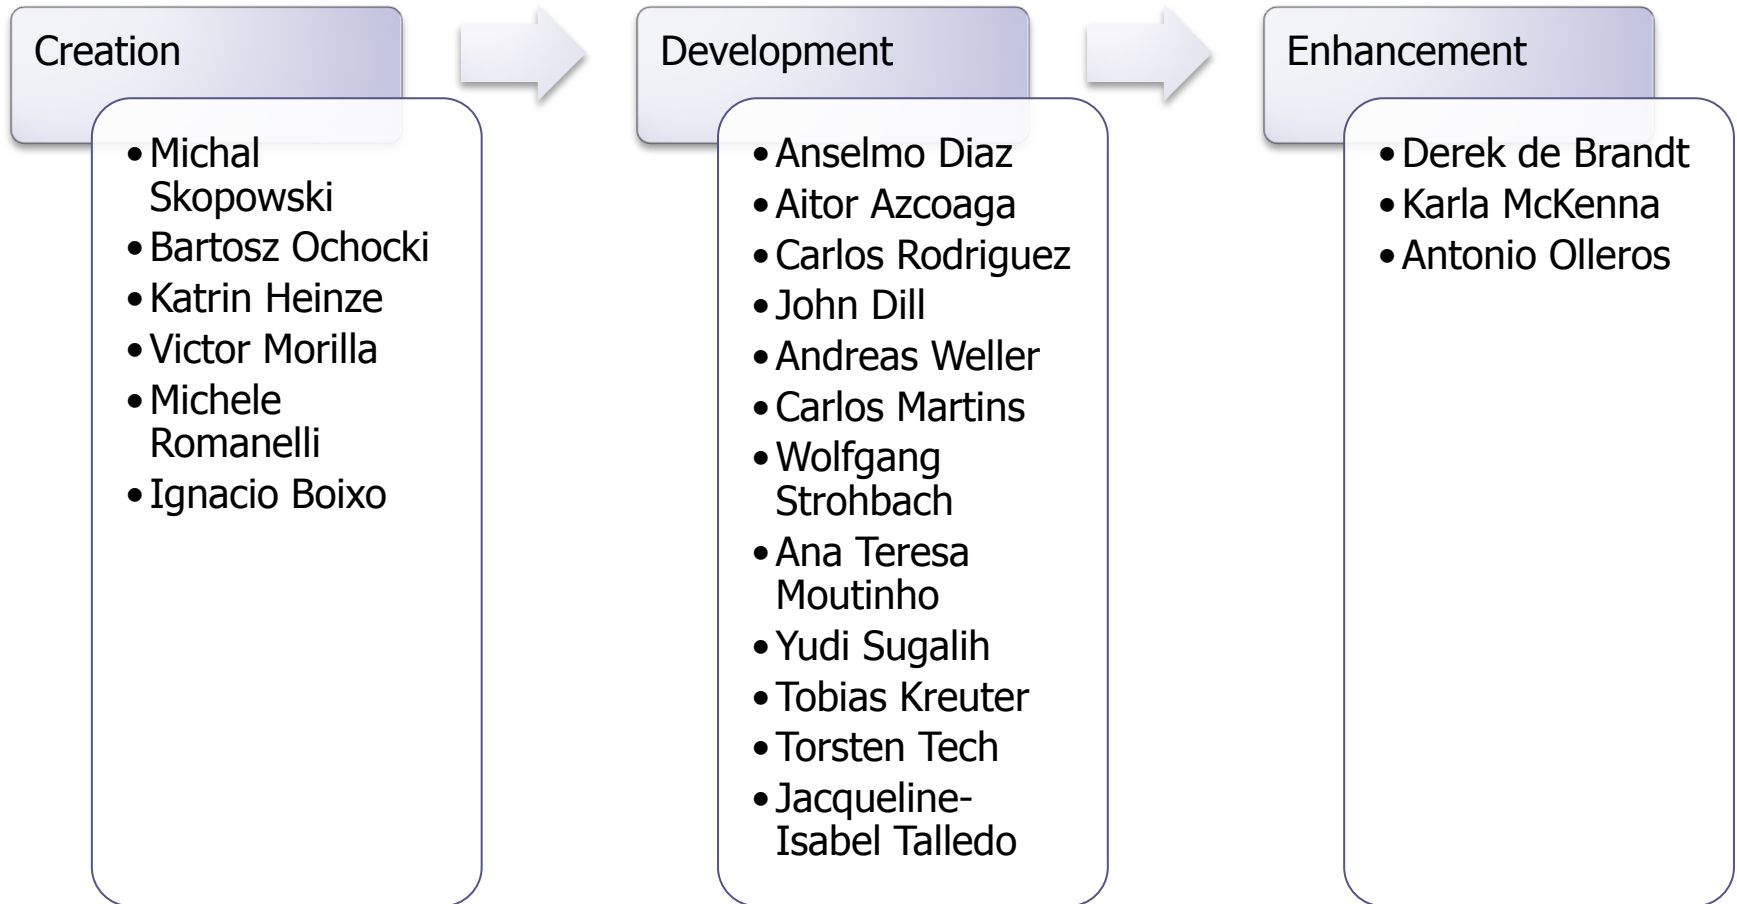 Creation
• Michal
Skopowski
• Bartosz Ochocki
• Katrin Heinze
• Victor Morilla
• Michele
Romanelli
• Ignacio Boixo
Development
• Anselmo Diaz
• Aitor Azcoaga
• Carlos Rodriguez
• John Dill
• Andreas Weller
• Carlos Martins
• Wolfgang
Strohbach
• Ana Teresa
Moutinho
• Yudi Sugalih
• Tobias Kreuter
• Torsten Tech
• Jacqueline-
Isabel Talledo
Enhancement
• Derek de Brandt
• Karla McKenna
• Antonio Olleros